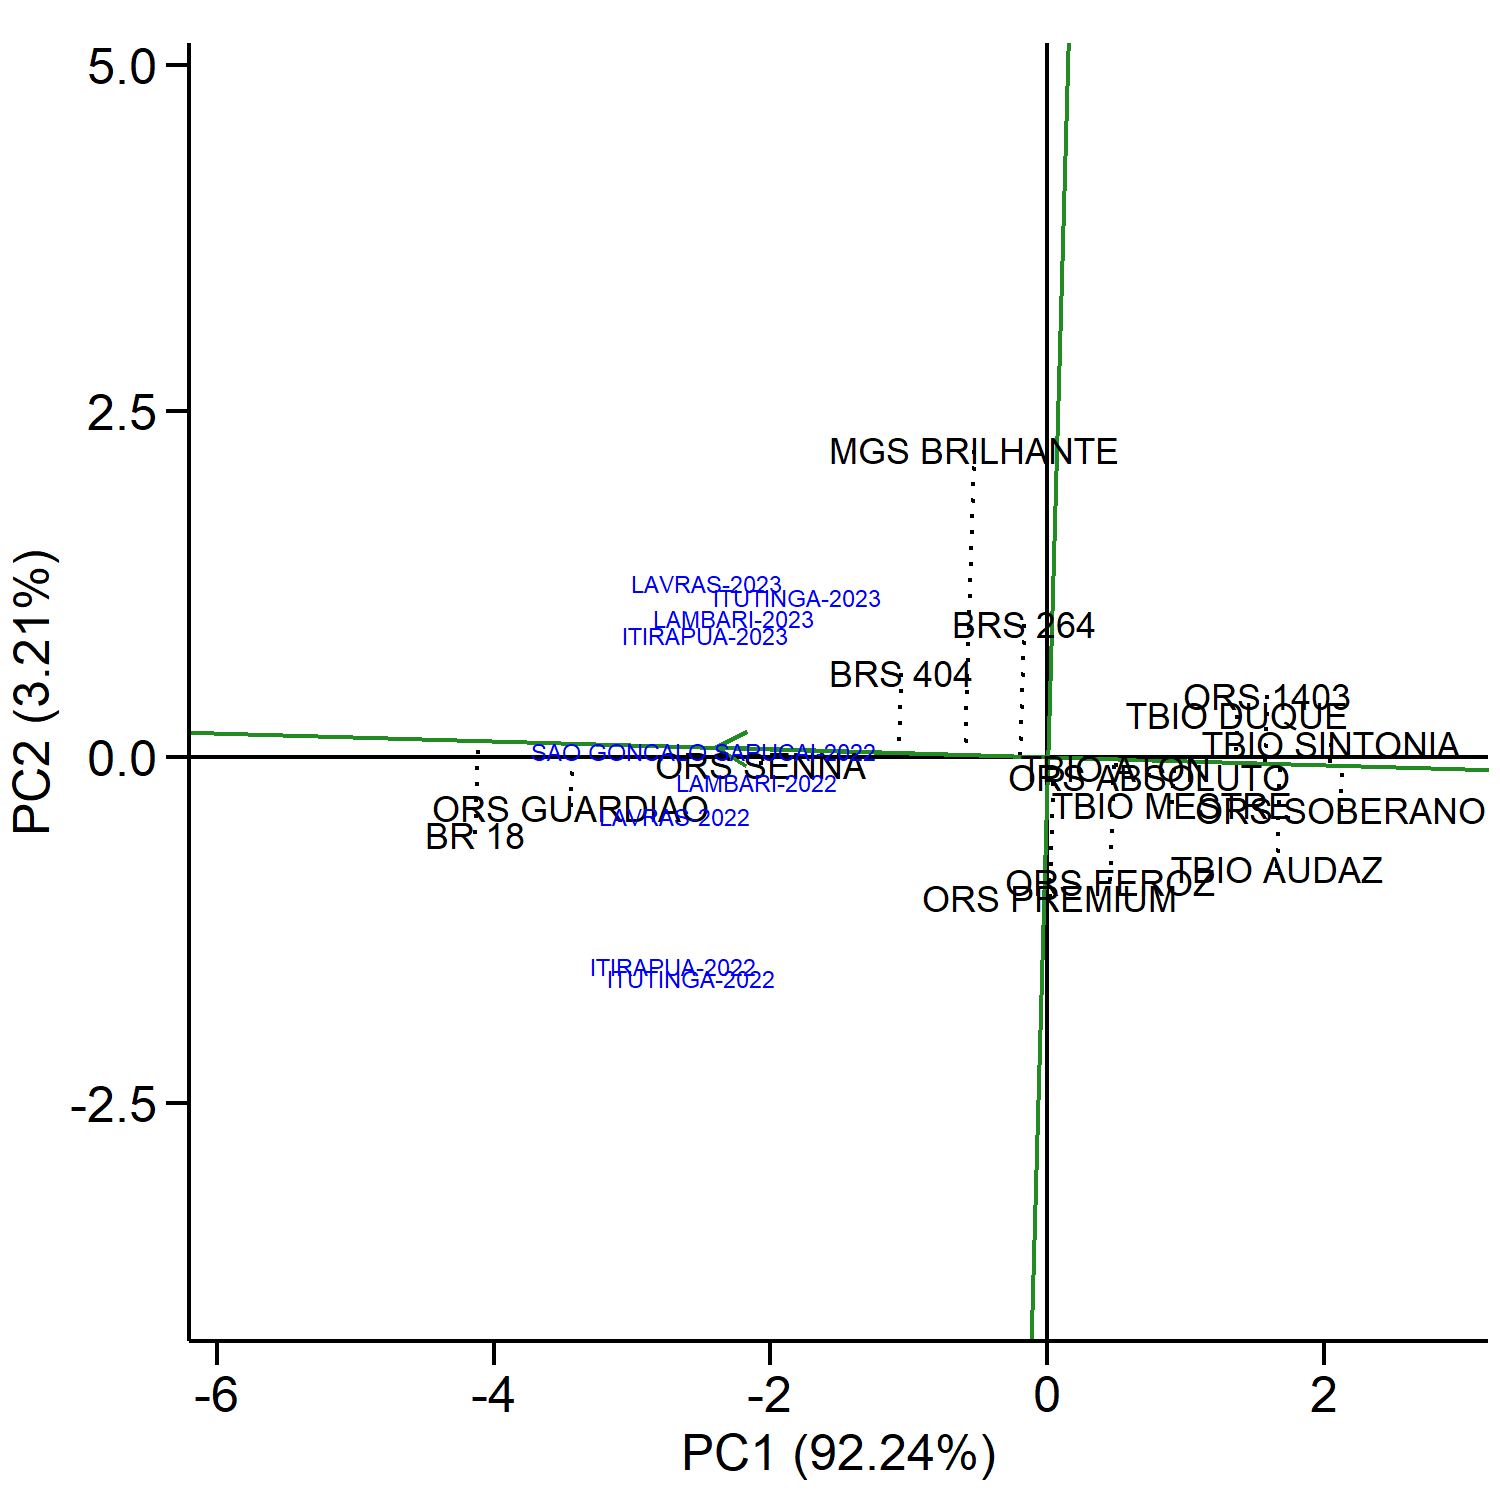 5.0
2.5
0.0
-2.5
PC2 (3.21%)
MGS BRILHANTE
LAVRAS-2023
ITUTINGA-2023
LAMBARI-2023
BRS 264
ITIRAPUA-2023
BRS 404
ORS 1403
TBIO DUQUE
TBIO SINTONIA
SAO GONCALO SAPUCAI-2022
ORS SENNA
TBIO ATON
ORS ABSOLUTO
LAMBARI-2022
TBIO MESTRE
ORS GUARDIAO
ORS SOBERANO
LAVRAS-2022
BR 18
TBIO AUDAZ
ORS FEROZ
ORS PREMIUM
ITIRAPUA-2022
ITUTINGA-2022
-6
-4
-2
0
2
PC1 (92.24%)